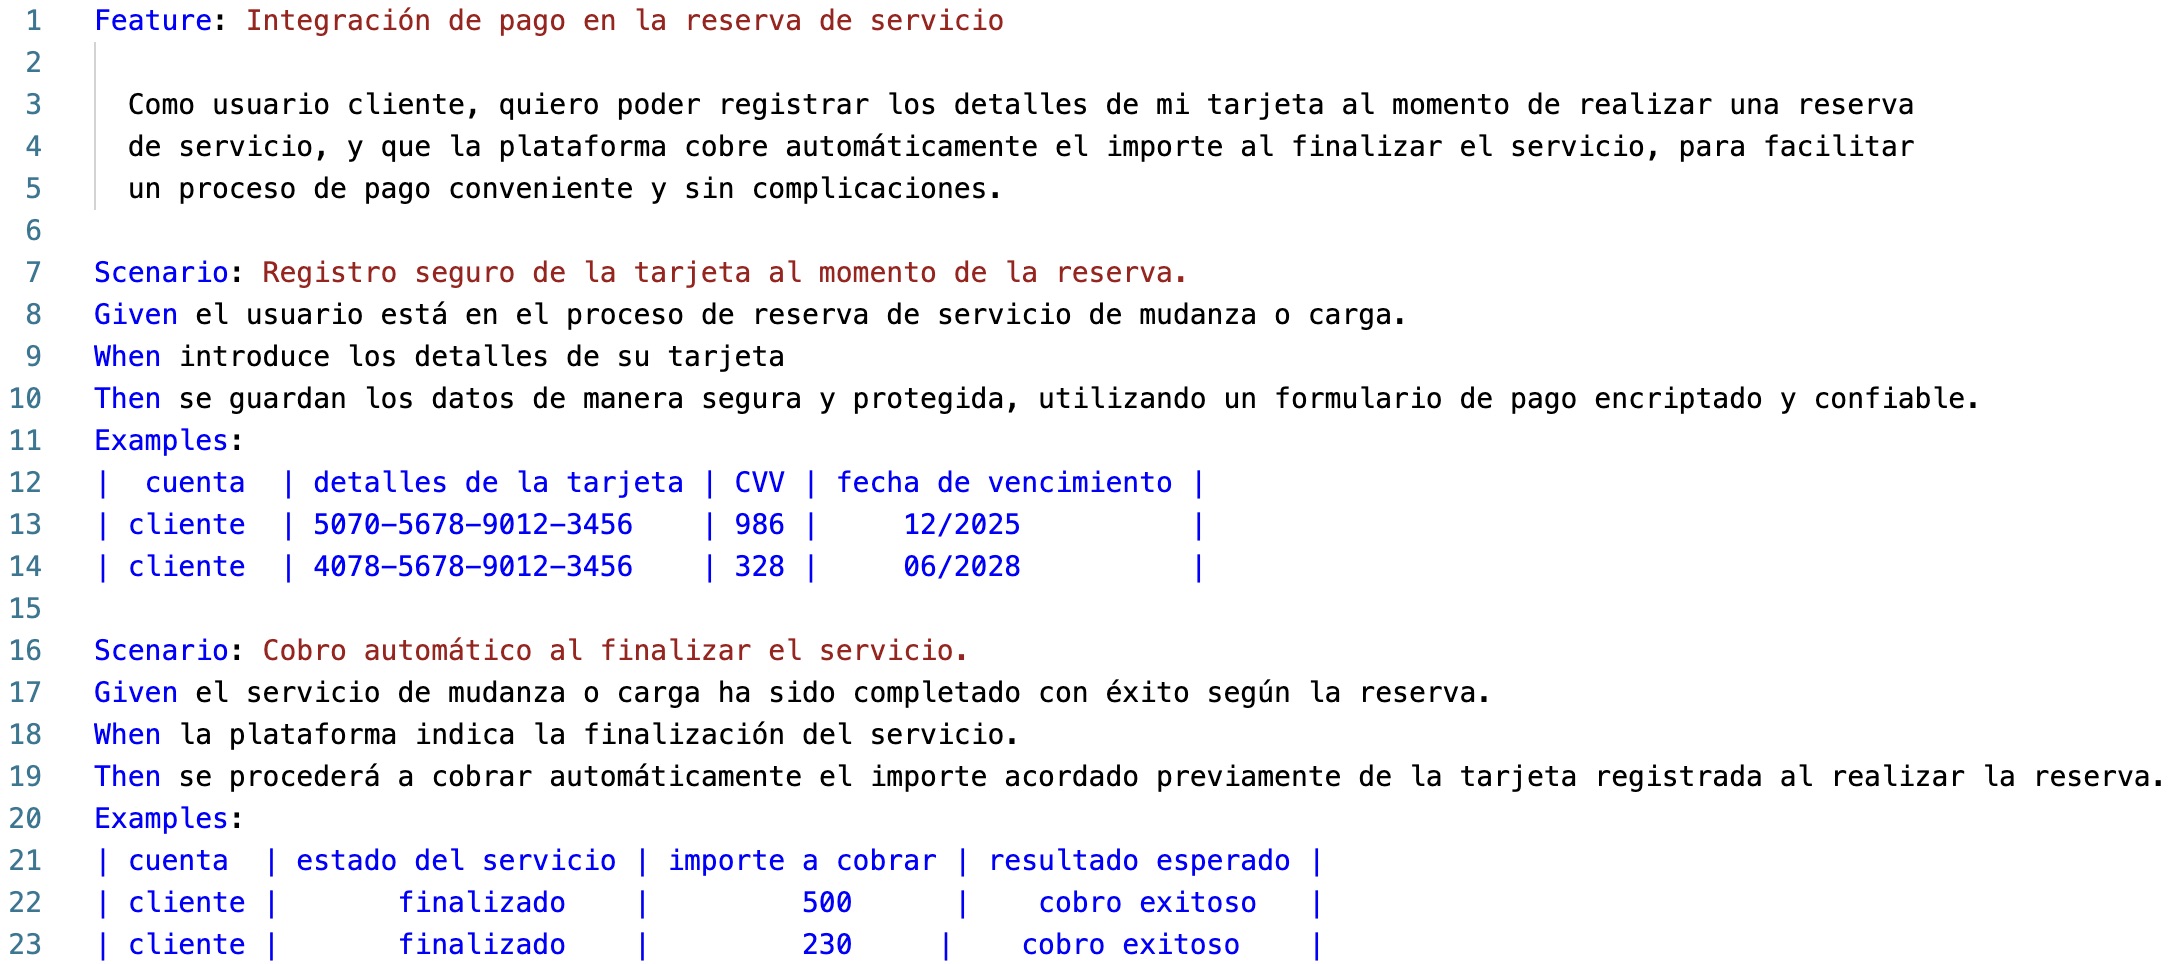 1 Feature: Integración de pago en la reserva de servicio
2
3 Como usuario cliente, quiero poder registrar los detalles de mi tarjeta al momento de realizar una reserva
4 de servicio, y que la plataforma cobre automáticamente el importe al finalizar el servicio, para facilitar
5 un proceso de pago conveniente y sin complicaciones.
6
7 Scenario: Registro seguro de la tarjeta al momento de la reserva.
8 Given el usuario está en el proceso de reserva de servicio de mudanza o carga.
9 When introduce los detalles de su tarjeta
10 Then se guardan los datos de manera segura y protegida, utilizando un formulario de pago encriptado y confiable.
11 Examples:
12 |  cuenta  | detalles de la tarjeta | CVV | fecha de vencimiento |
13 | cliente  | 5070-5678-9012-3456    | 986 |     12/2025          |
14 | cliente  | 4078-5678-9012-3456    | 328 |     06/2028          |
15
16 Scenario: Cobro automático al finalizar el servicio.
17 Given el servicio de mudanza o carga ha sido completado con éxito según la reserva.
18 When la plataforma indica la finalización del servicio.
19 Then se procederá a cobrar automáticamente el importe acordado previamente de la tarjeta registrada al realizar la reserva.
20 Examples:
21 | cuenta  | estado del servicio | importe a cobrar | resultado esperado |
22 | cliente |       finalizado    |         500      |    cobro exitoso   |
23 | cliente |       finalizado    |         230     |    cobro exitoso    |